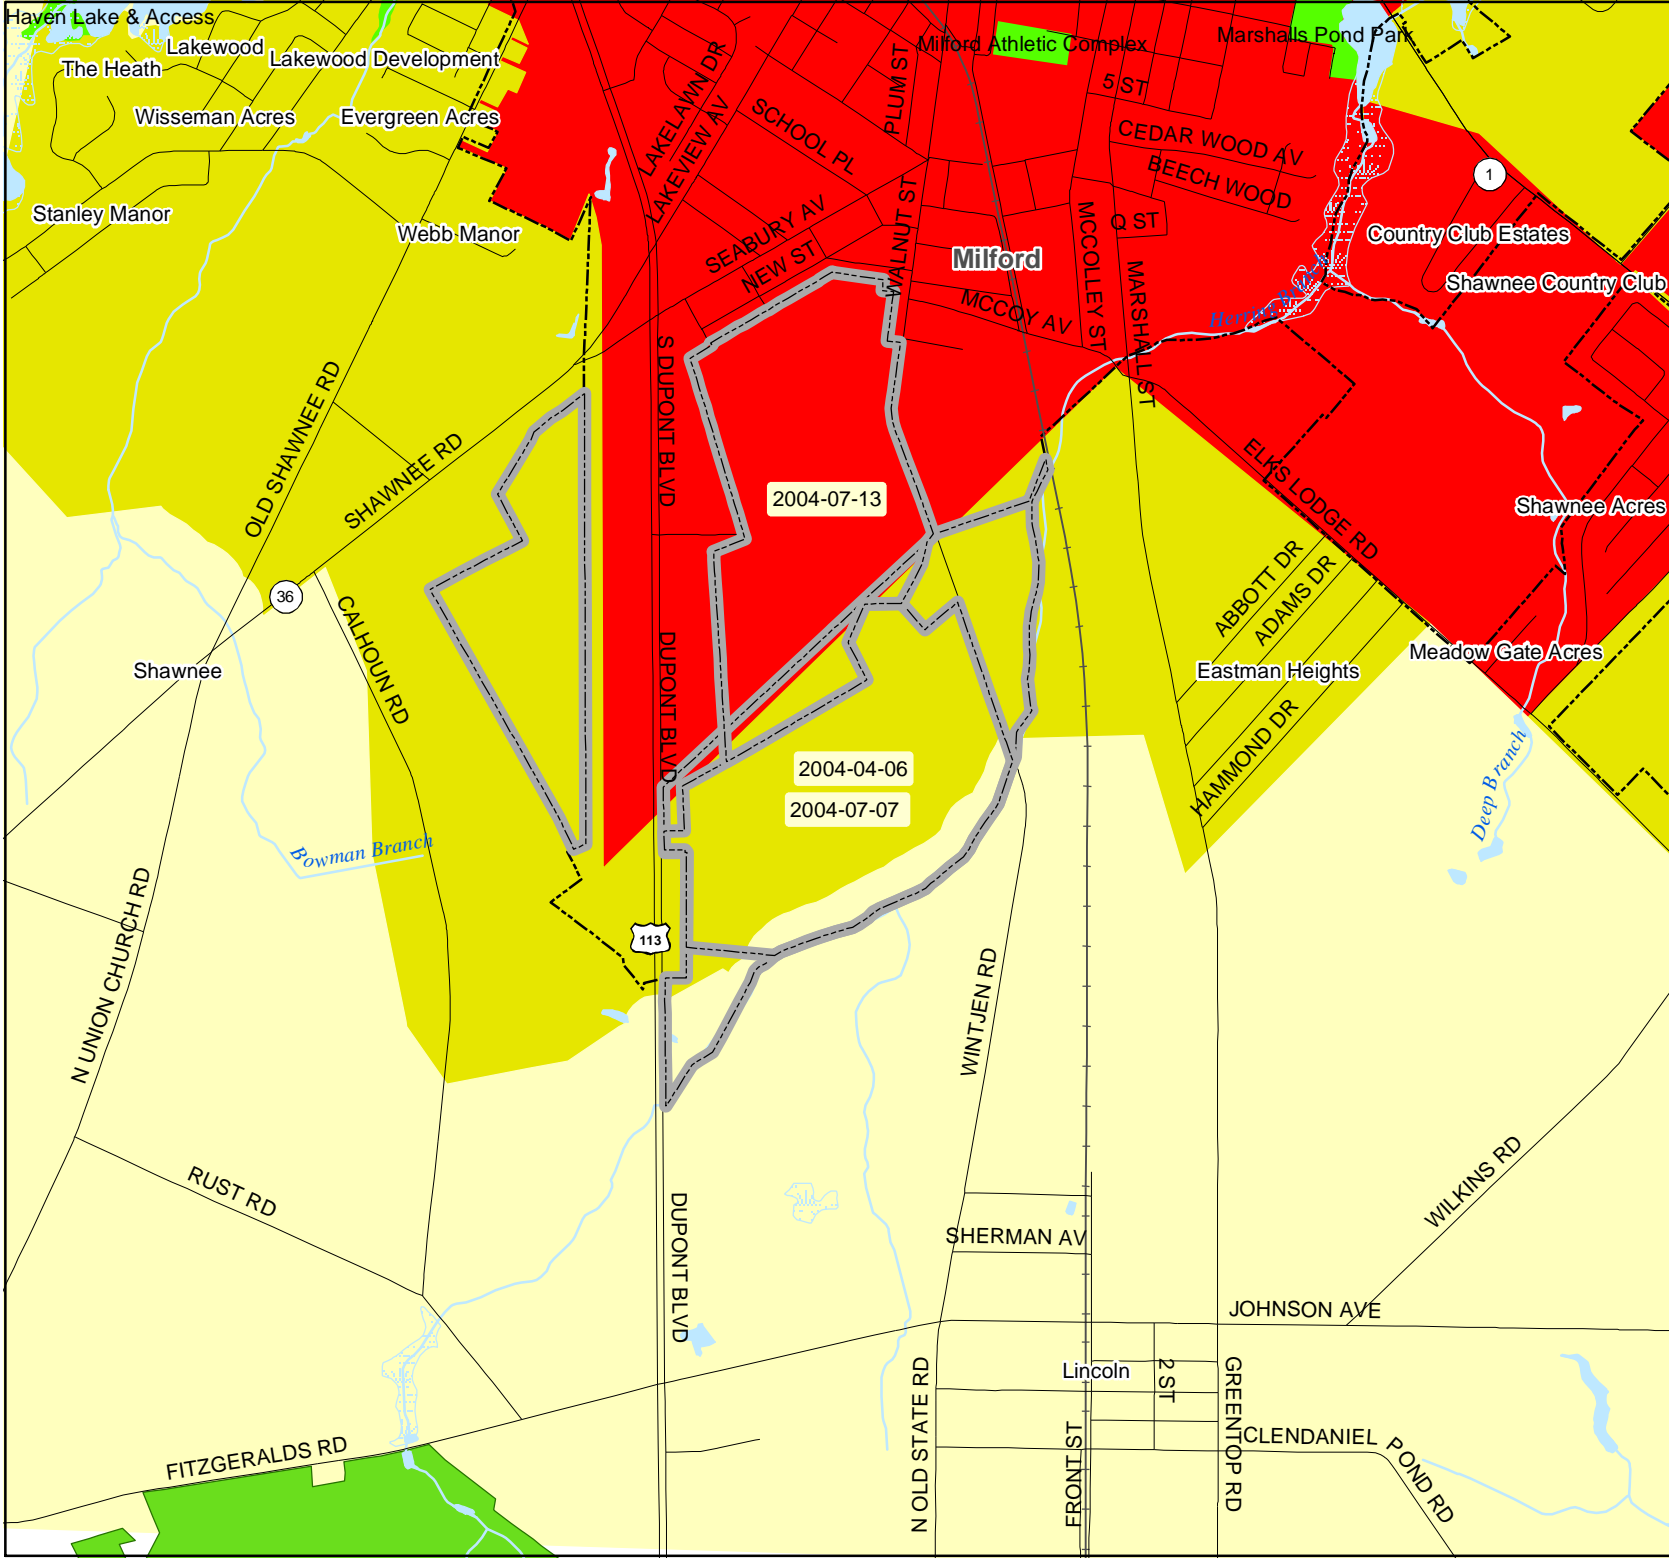 Haven Lake & Access
Lakewood
The Heath
Lakewood Development
Wisseman Acres
Evergreen Acres
Stanley Manor
Webb Manor
LAKELAWN DR
LAKEVIEW AV
SCHOOL PL
PLUM ST
Milford Athletic Complex
Marshalls Pond Park
5 ST
CEDAR WOOD AV
BEECH WOOD
1
Q ST
SEABURY AV
NEW ST
WALNUT ST
Milford
MCCOY AV
MCCOLLEY ST
MARSHALL ST
Herring Branch
Country Club Estates
Shawnee Country Club
OLD SHAWNEE RD
SHAWNEE RD
S DUPONT BLVD
2004-07-13
ELKS LODGE RD
Shawnee Acres
36
CALHOUN RD
Shawnee
DUPONT BLVD
ABBOTT DR
ADAMS DR
Eastman Heights
Meadow Gate Acres
HAMMOND DR
2004-04-06
2004-07-07
Deep Branch
Bowman Branch
113
N UNION CHURCH RD
WINTJEN RD
RUST RD
DUPONT BLVD
SHERMAN AV
WILKINS RD
JOHNSON AVE
Lincoln
2 ST
N OLD STATE RD
FRONT ST
GREENTOP RD
CLENDANIEL POND RD
FITZGERALDS RD